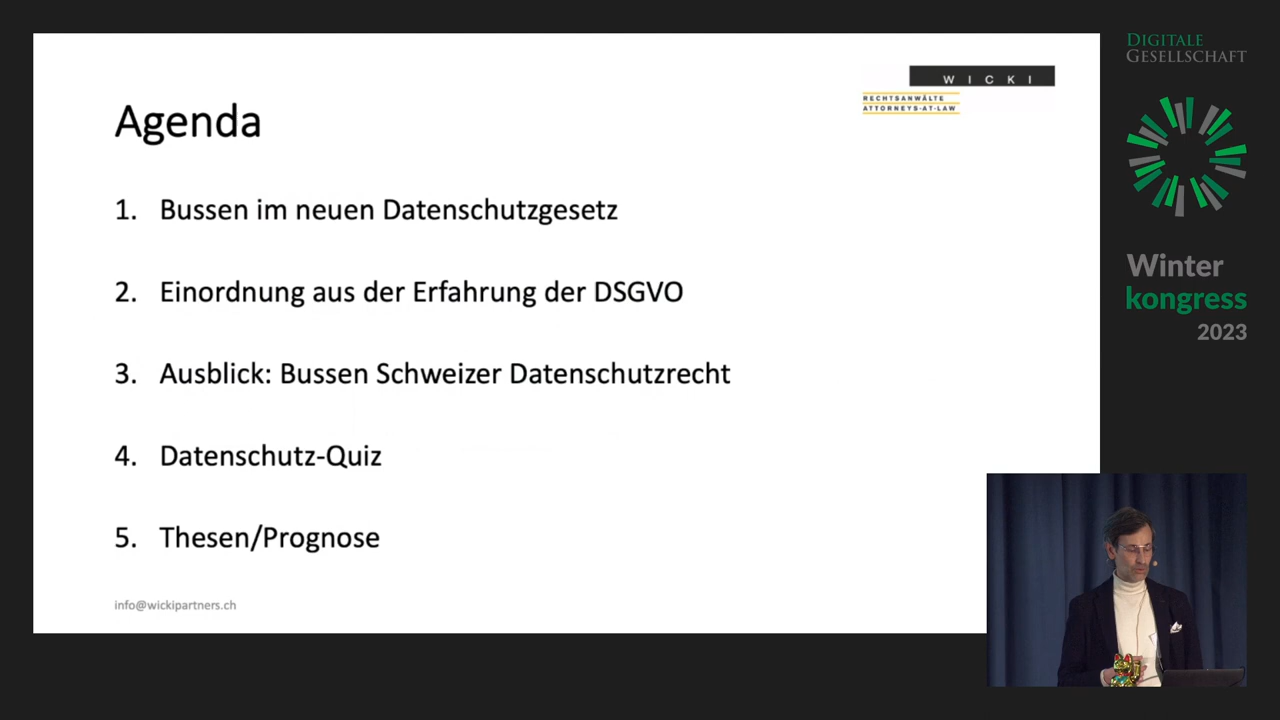 Agenda
WICKI
RECHTSANWÄLTE
ATTORNEYS-AT-LAW
1. Bussen im neuen Datenschutzgesetz
2. Einordnung aus der Erfahrung der DSGVO
3. Ausblick: Bussen Schweizer Datenschutzrecht
4. Datenschutz-Quiz
5. Thesen/Prognose
info@wickipartners.ch
DIGITALE
GESELLSCHAFT
Winter
kongress
2023